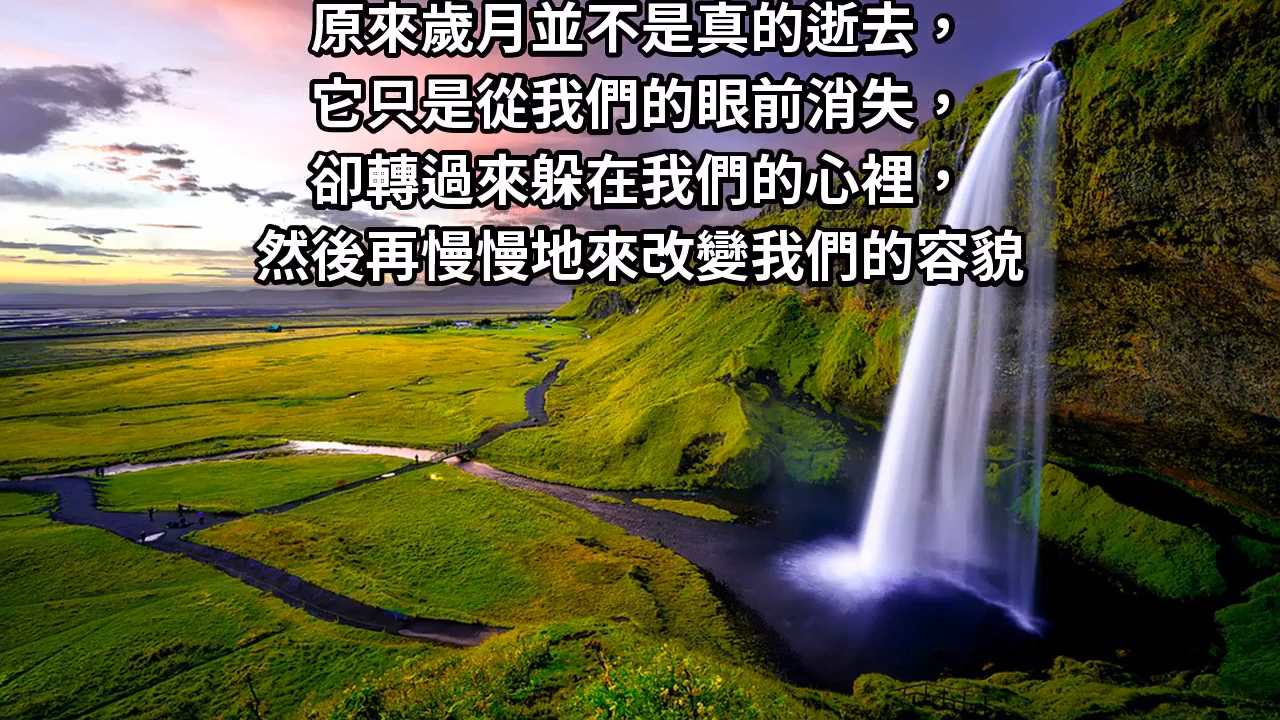 原來歲月並不是真的逝去，
它只是從我們的眼前消失，
卻轉過來躲在我們的心裡，
然後再慢慢地來改變我們的容貌